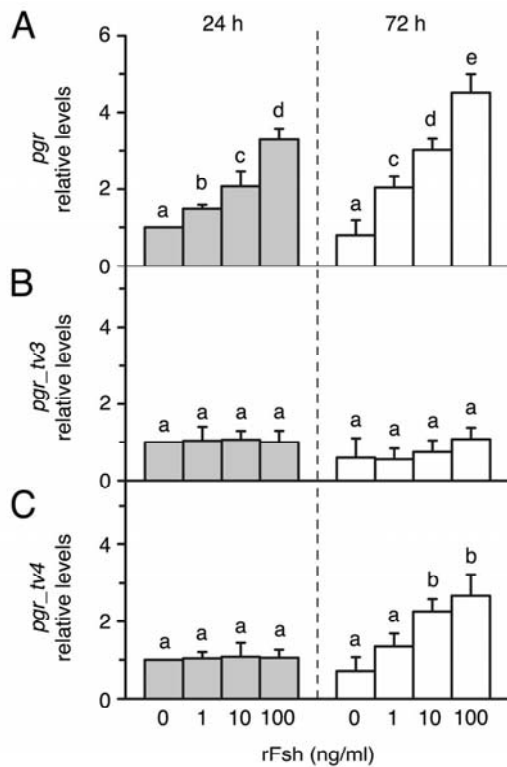 A
24 h
72 h
6
4
2
0
pgr
relative levels
a
b
c
d
a
c
d
e
B
4
2
0
pgr_tv3
relative levels
a
a
a
a
a
a
a
a
C
4
2
0
pgr_tv4
relative levels
a
a
a
a
a
a
b
b
0 1 10 100 0 1 10 100
rFsh (ng/ml)